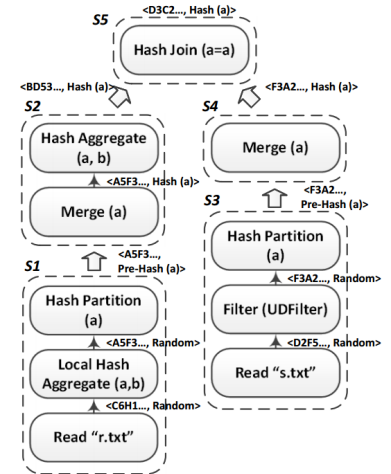 <D3C2…, Hash (a)>
S5
Hash Join (a=a)
<BD53…, Hash (a)>
<F3A2…, Hash (a)>
S2
S4
Hash Aggregate
(a, b)
<A5F3…, Hash (a)>
Merge (a)
Merge (a)
<F3A2…,
Pre-Hash (a)>
S3
<A5F3…,
Pre-Hash (a)>
S1
Hash Partition
(a)
<F3A2…, Random>
Filter (UDFilter)
<D2F5…, Random>
Read “s.txt”
Hash Partition
(a)
<A5F3…, Random>
Local Hash
Aggregate (a,b)
<C6H1…, Random>
Read “r.txt”